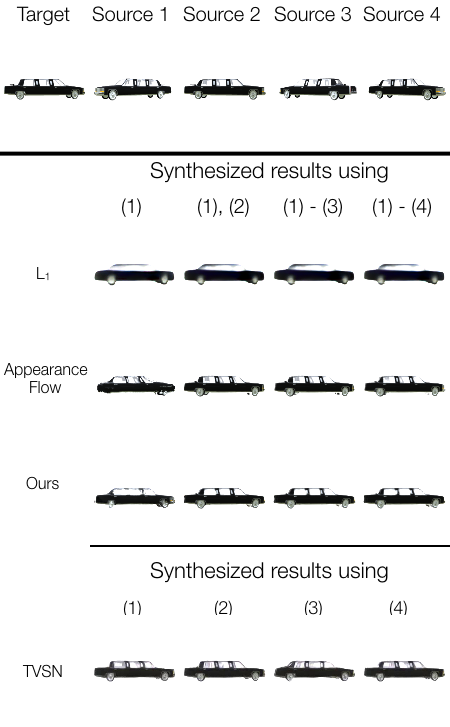 Target Source 1 Source 2 Source 3 Source 4
Synthesized results using
(1) (1), (2) (1) - (3) (1) - (4)
L₁
Appearance
Flow
Ours
Synthesized results using
(1) (2) (3) (4)
TVSN